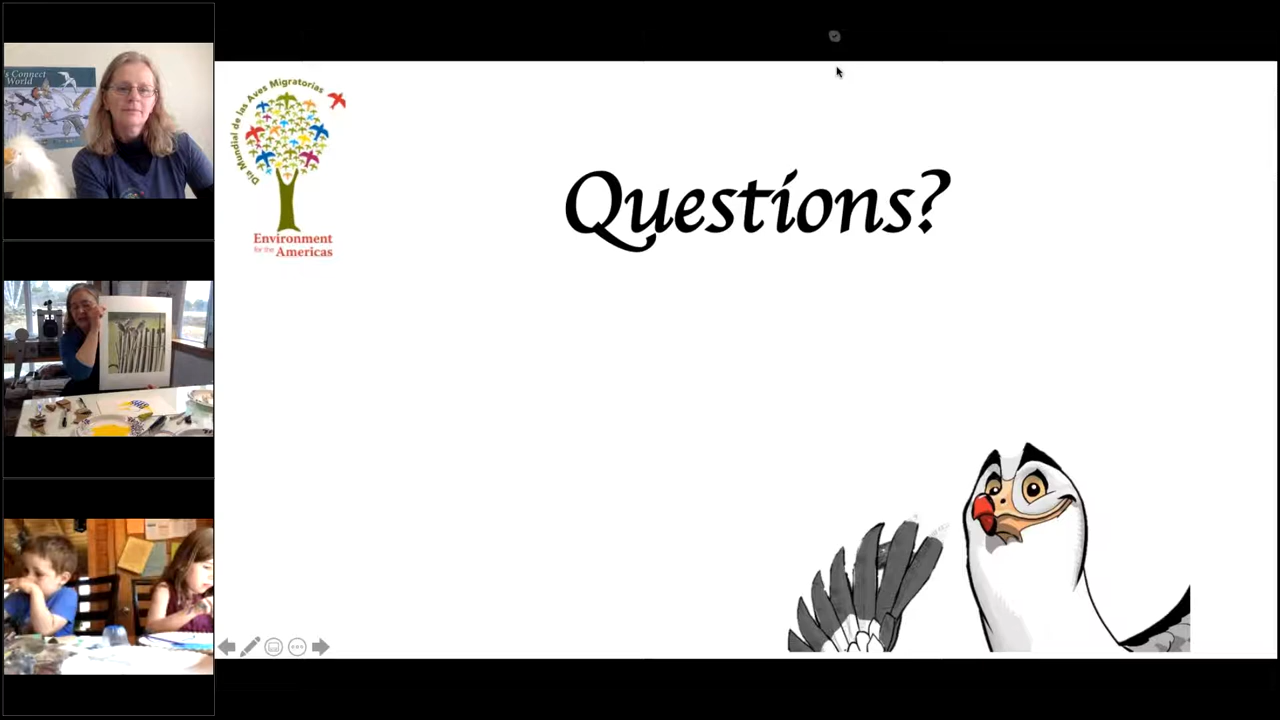 s Connect
World
Día Mundial de las Aves Migratorias
Environment
for the Americas
Questions?